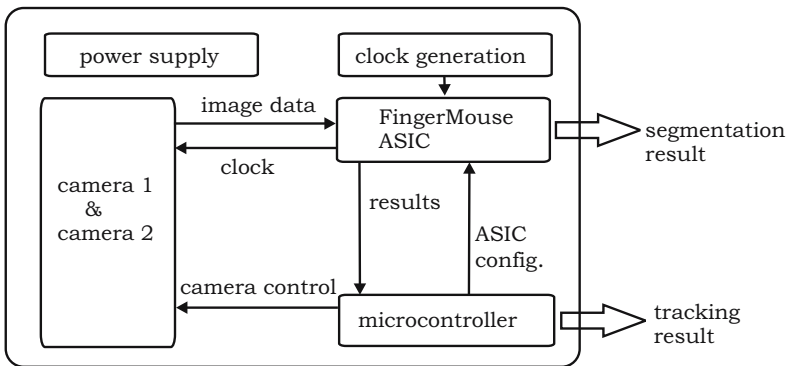 power supply
clock generation
image data
FingerMouse
ASIC
segmentation
result
clock
camera 1
&
camera 2
results
ASIC
config.
camera control
microcontroller
tracking
result